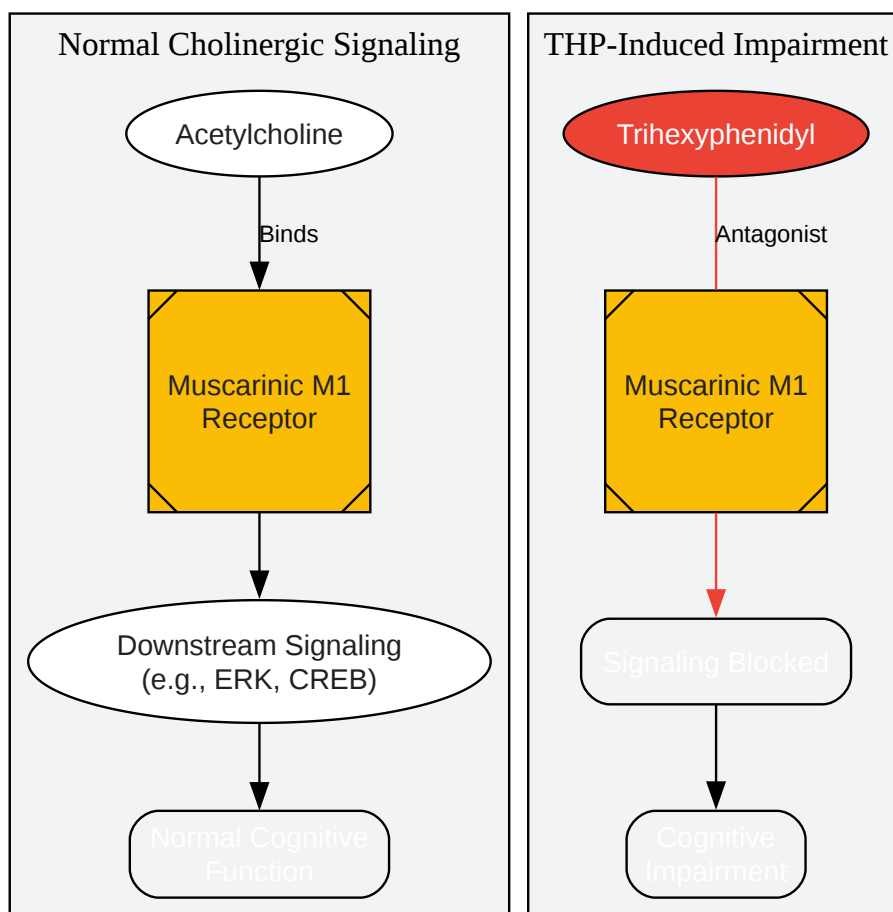 Normal Cholinergic Signaling
Acetylcholine
Binds
Muscarinic M1
Receptor
Downstream Signaling
(e.g., ERK, CREB)
Normal Cognitive
Function
THP-Induced Impairment
Trihexyphenidyl
Antagonist
Muscarinic M1
Receptor
Signaling Blocked
Cognitive
Impairment